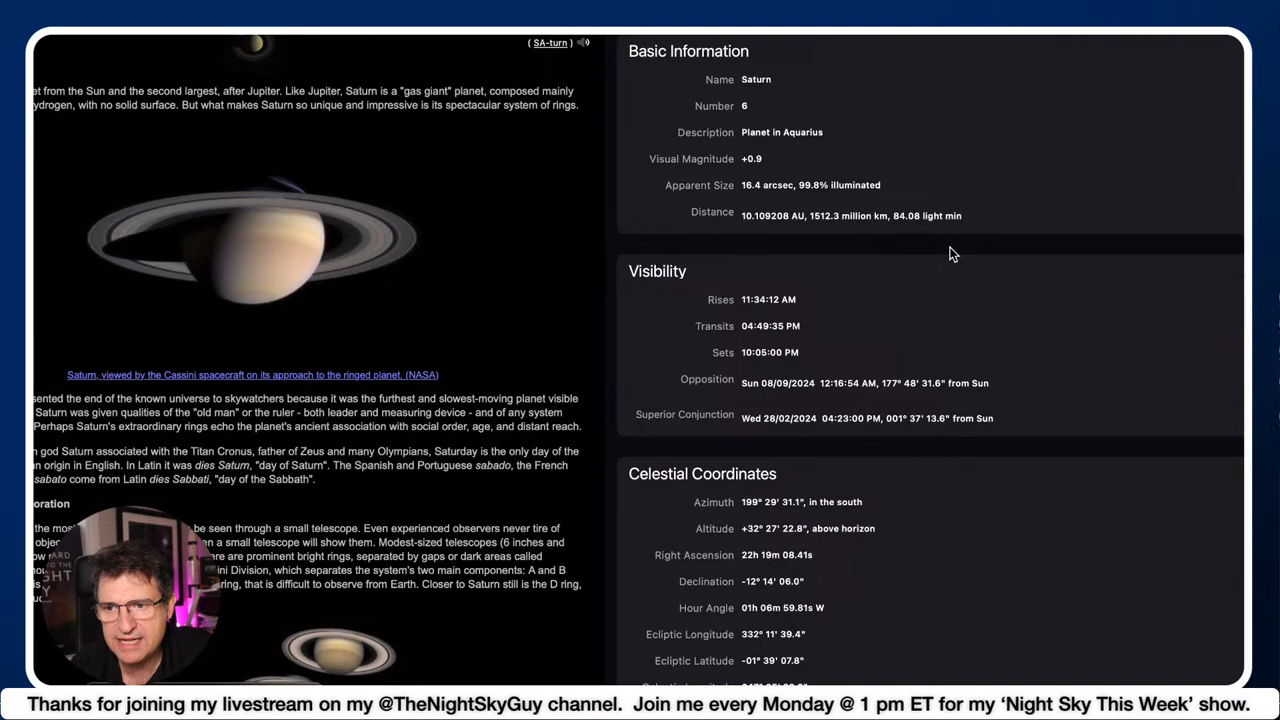 ( SA-turn )
et from the Sun and the second largest, after Jupiter. Like Jupiter, Saturn is a "gas giant" planet, composed mainly
ydrogen, with no solid surface. But what makes Saturn so unique and impressive is its spectacular system of rings.
Saturn, viewed by the Cassini spacecraft on its approach to the ringed planet. (NASA)
sented the end of the known universe to skywatchers because it was the furthest and slowest-moving planet visible
Saturn was given qualities of the "old man" or the ruler - both leader and measuring device - and of any system
Perhaps Saturn's extraordinary rings echo the planet's ancient association with social order, age, and distant reach.
n god Saturn associated with the Titan Cronus, father of Zeus and many Olympians, Saturday is the only day of the
an origin in English. In Latin it was dies Saturn, "day of Saturn". The Spanish and Portuguese sabado, the French
sabato come from Latin dies Sabbati, "day of the Sabbath".
oration
the mos be seen through a small telescope. Even experienced observers never tire of
objec n a small telescope will show them. Modest-sized telescopes (6 inches and
ow ere are prominent bright rings, separated by gaps or dark areas called
ini Division, which separates the system's two main components: A and B
ring, that is difficult to observe from Earth. Closer to Saturn still is the D ring,
Basic Information
Name Saturn
Number 6
Description Planet in Aquarius
Visual Magnitude +0.9
Apparent Size 16.4 arcsec, 99.8% illuminated
Distance 10.109208 AU, 1512.3 million km, 84.08 light min
Visibility
Rises 11:34:12 AM
Transits 04:49:35 PM
Sets 10:05:00 PM
Opposition Sun 08/09/2024 12:16:54 AM, 177° 48' 31.6" from Sun
Superior Conjunction Wed 28/02/2024 04:23:00 PM, 001° 37' 13.6" from Sun
Celestial Coordinates
Azimuth 199° 29' 31.1", in the south
Altitude +32° 27' 22.8", above horizon
Right Ascension 22h 19m 08.41s
Declination -12° 14' 06.0"
Hour Angle 01h 06m 59.81s W
Ecliptic Longitude 332° 11' 39.4"
Ecliptic Latitude -01° 39' 07.8"
Thanks for joining my livestream on my @TheNightSkyGuy channel. Join me every Monday @ 1 pm ET for my ‘Night Sky This Week’ show.